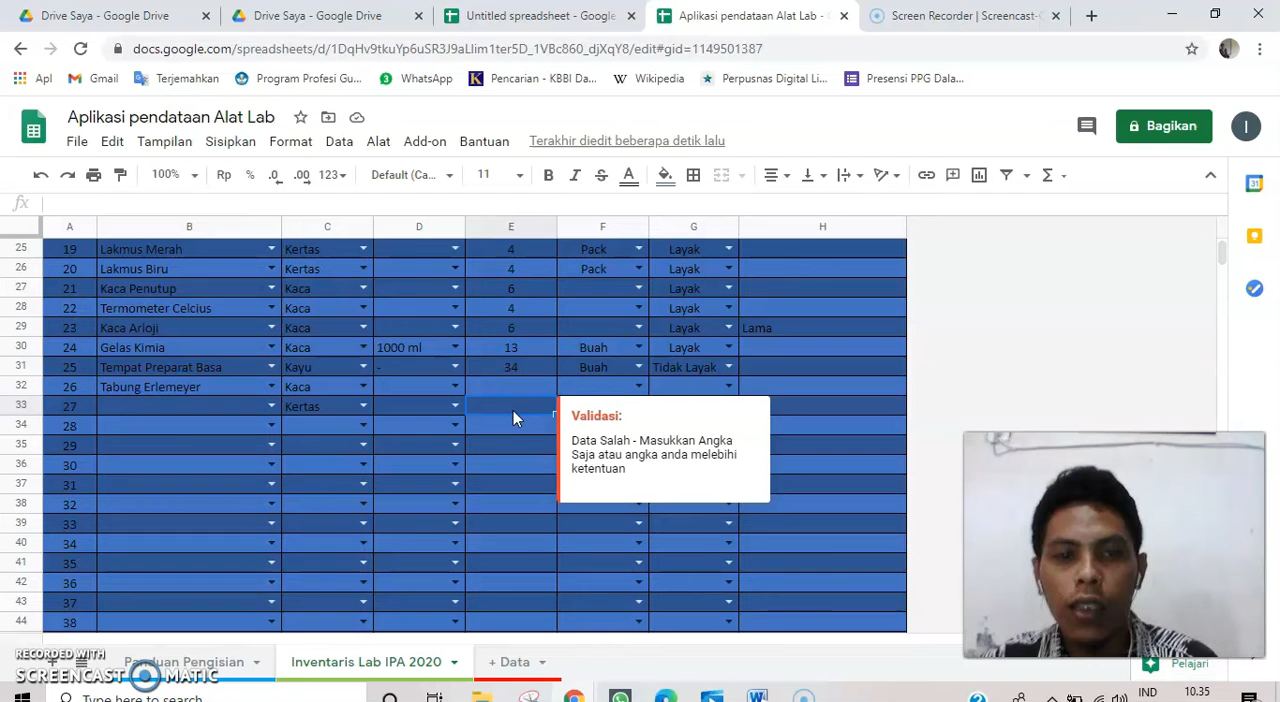 Drive Saya - Google Drive
Drive Saya - Google Drive
Untitled spreadsheet - Google
Aplikasi pendataan Alat Lab -
Screen Recorder | Screencast-O
docs.google.com/spreadsheets/d/1DqHv9tkuYp6uSR3J9aLlim1ter5D_1VBc860_djXqY8/edit#gid=1149501387
Apl
Gmail
Terjemahkan
Program Profesi Gu...
WhatsApp
Pencarian - KBBI Da...
Wikipedia
Perpusnas Digital Li...
Presensi PPG Dala...
Aplikasi pendataan Alat Lab
Bagikan
I
File Edit Tampilan Sisipkan Format Data Alat Add-on Bantuan Terakhir diedit beberapa detik lalu
100% Rp % .0 .00 123 Default (Ca... 11 B I S A
fx
A B C D E F G H
25 19 Lakmus Merah Kertas 4 Pack Layak
26 20 Lakmus Biru Kertas 4 Pack Layak
27 21 Kaca Penutup Kaca 6 Layak
28 22 Termometer Celcius Kaca 4 Layak
29 23 Kaca Arloji Kaca 6 Layak Lama
30 24 Gelas Kimia Kaca 1000 ml 13 Buah Layak
31 25 Tempat Preparat Basa Kayu - 34 Buah Tidak Layak
32 26 Tabung Erlemeyer Kaca
33 27 Kertas
34 28
35 29
36 30
37 31
38 32
39 33
40 34
41 35
42 36
43 37
44 38
Validasi:
Data Salah - Masukkan Angka
Saja atau angka anda melebihi
ketentuan
Panduan Pengisian
Inventaris Lab IPA 2020
+ Data
Pelajari
RECORDED WITH
SCREENCAST MATIC
Type here to search
IND
10.35